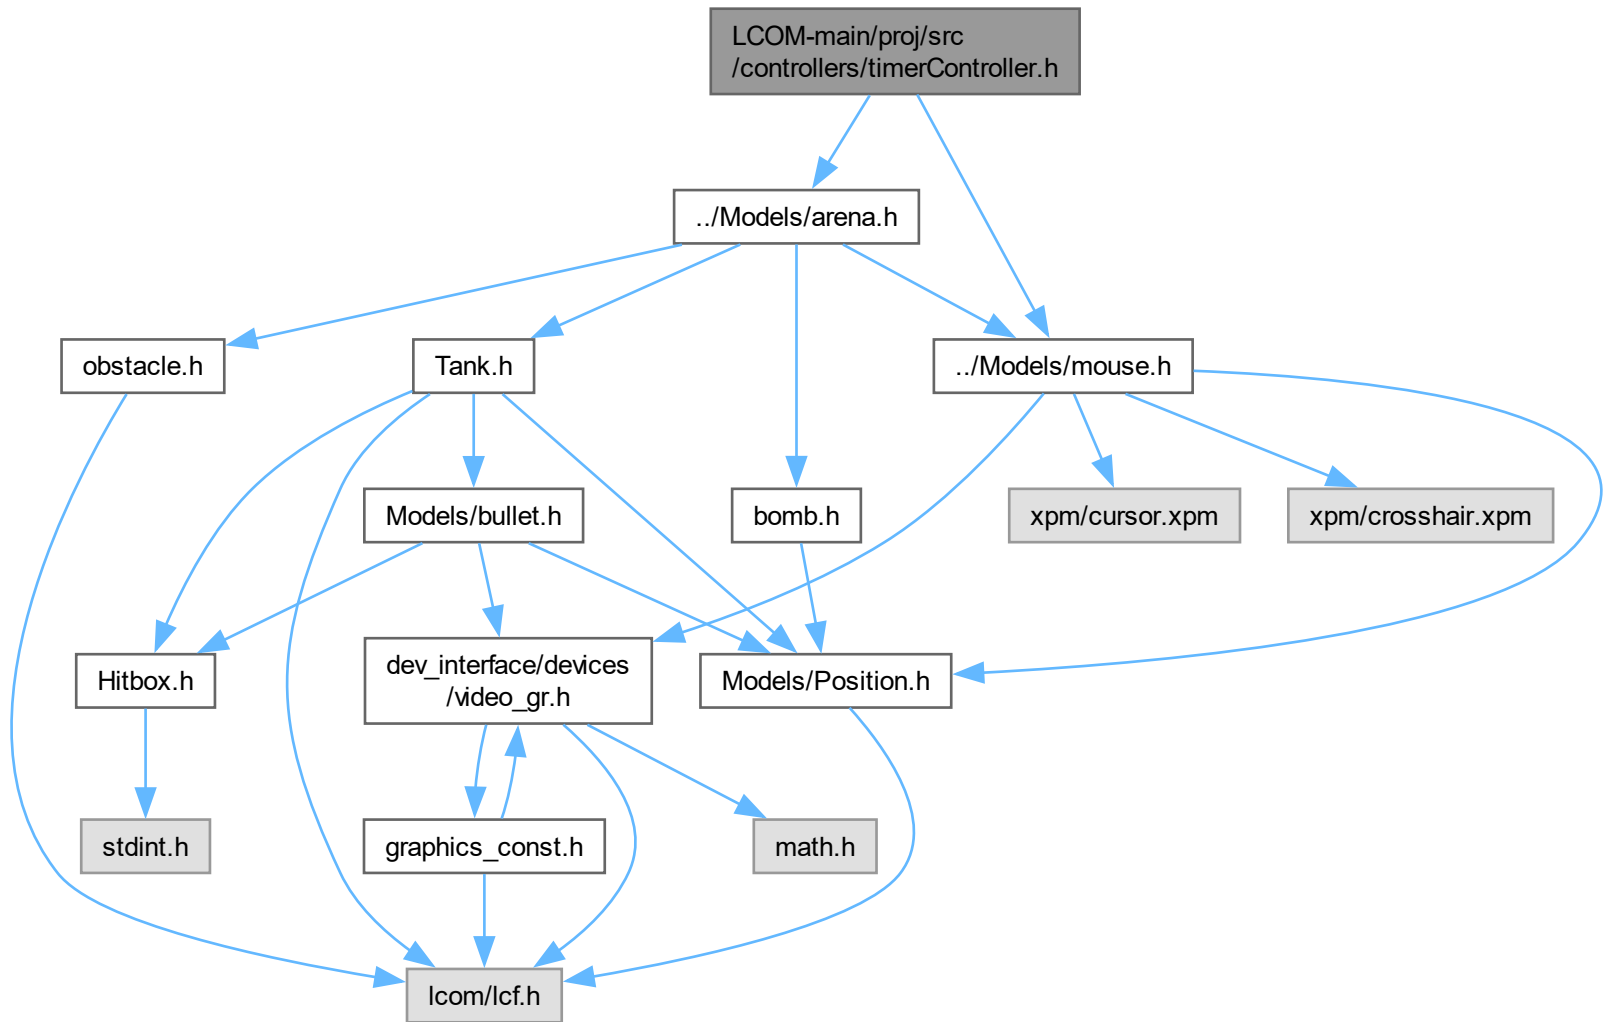 LCOM-main/proj/src
/controllers/timerController.h
../Models/arena.h
obstacle.h
Tank.h
../Models/mouse.h
Models/bullet.h
bomb.h
xpm/cursor.xpm
xpm/crosshair.xpm
Hitbox.h
dev_interface/devices
/video_gr.h
Models/Position.h
stdint.h
graphics_const.h
math.h
lcom/lcf.h